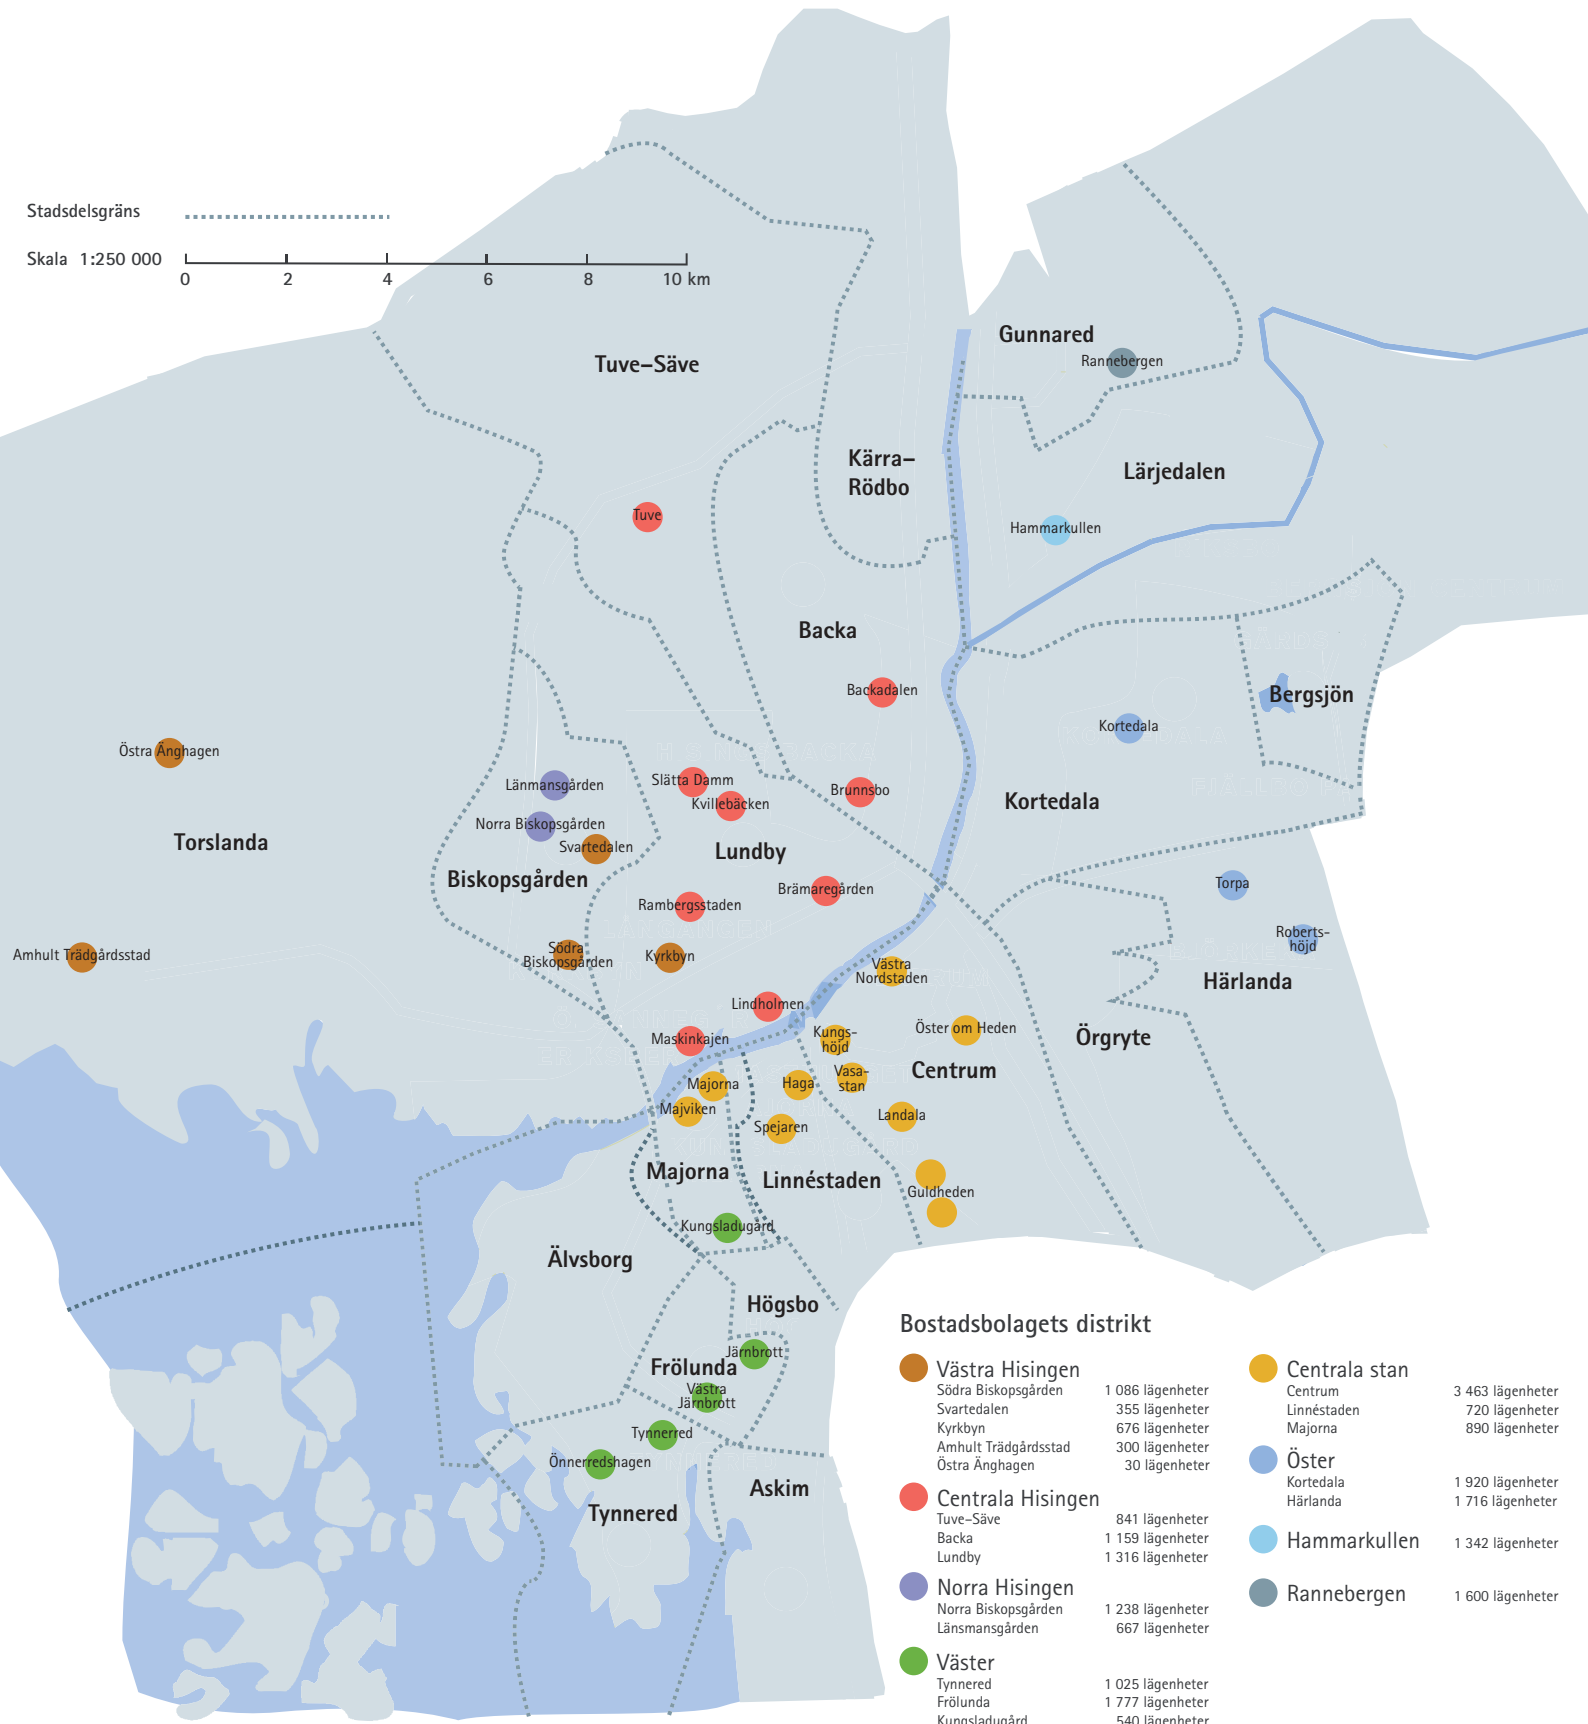 Stadsdelsgräns
Skala 1:250 000
0 2 4 6 8 10 km
Gunnared
Rannebergen
Tuve–Säve
Kärra–
Rödbo
Lärjedalen
Tuve
Hammarkullen
Backa
Backadalen
Bergsjön
Kortedala
Östra Änghagen
Länmansgården
Slätta Damm
Kvillebäcken
Brunnsbo
Kortedala
Norra Biskopsgården
Torslanda
Svartedalen
Lundby
Biskopsgården
Brämaregården
Torpa
Rambergsstaden
Robertshöjd
Amhult Trädgårdsstad
Södra
Biskopsgården
Kyrkbyn
Västra
Nordstaden
Härlanda
Lindholmen
Maskinkajen
Kungs-
höjd
Öster om Heden
Örgryte
Centrum
Majorna
Haga
Vasa-
stan
Majviken
Spejaren
Landala
Majorna
Linnéstaden
Guldheden
Kungsladugård
Älvsborg
Högsbo
Järnbrott
Frölunda
Västra
Järnbrott
Tynnerred
Önnerredshagen
Askim
Tynnered
Bostadsbolagets distrikt
Västra Hisingen
Södra Biskopsgården 1 086 lägenheter
Svartedalen 355 lägenheter
Kyrkbyn 676 lägenheter
Amhult Trädgårdsstad 300 lägenheter
Östra Änghagen 30 lägenheter
Centrala Hisingen
Tuve–Säve 841 lägenheter
Backa 1 159 lägenheter
Lundby 1 316 lägenheter
Norra Hisingen
Norra Biskopsgården 1 238 lägenheter
Länsmansgården 667 lägenheter
Väster
Tynnered 1 025 lägenheter
Frölunda 1 777 lägenheter
Kungsladugård 540 lägenheter
Centrala stan
Centrum 3 463 lägenheter
Linnéstaden 720 lägenheter
Majorna 890 lägenheter
Öster
Kortedala 1 920 lägenheter
Härlanda 1 716 lägenheter
Hammarkullen 1 342 lägenheter
Rannebergen 1 600 lägenheter